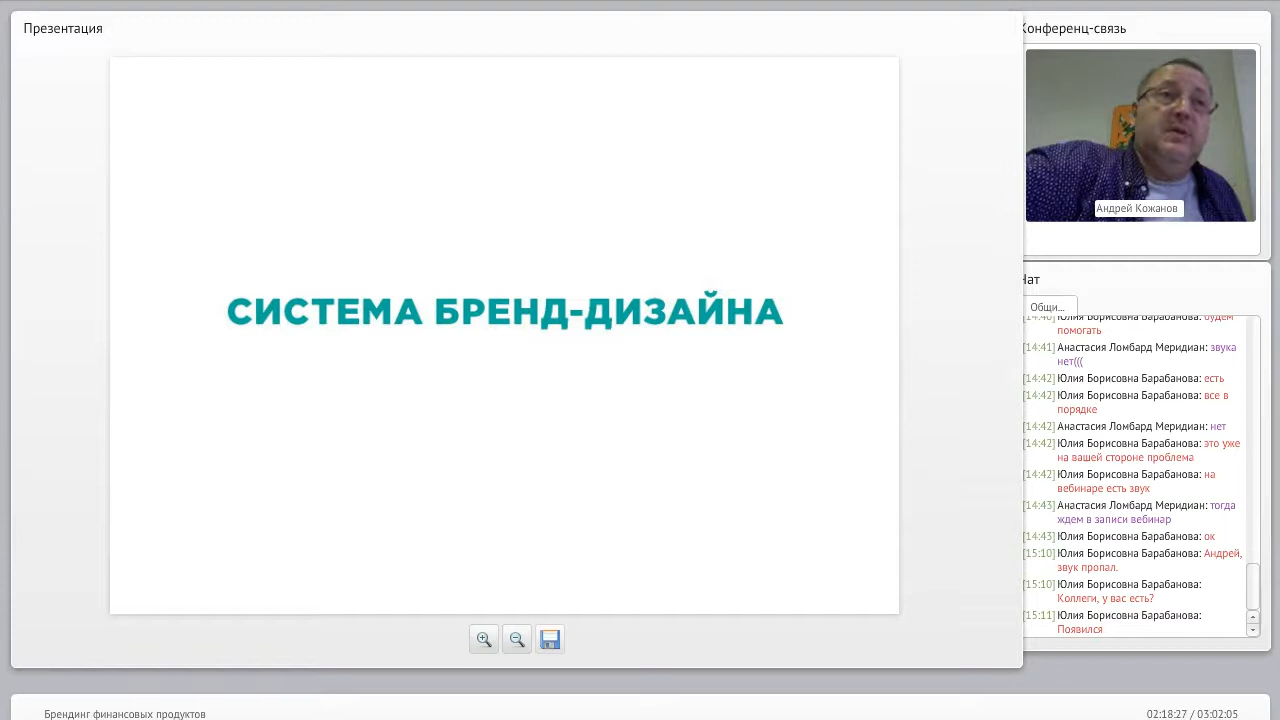 Презентация
СИСТЕМА БРЕНД-ДИЗАЙНА
Конференц-связь
Андрей Кожанов
Чат
Общи...
[14:40] Юлия Борисовна Барабанова: будем
помогать
[14:41] Анастасия Ломбард Меридиан: звука
нет(((
[14:42] Юлия Борисовна Барабанова: есть
[14:42] Юлия Борисовна Барабанова: все в
порядке
[14:42] Анастасия Ломбард Меридиан: нет
[14:42] Юлия Борисовна Барабанова: это уже
на вашей стороне проблема
[14:42] Юлия Борисовна Барабанова: на
вебинаре есть звук
[14:43] Анастасия Ломбард Меридиан: тогда
ждем в записи вебинар
[14:43] Юлия Борисовна Барабанова: ок
[15:10] Юлия Борисовна Барабанова: Андрей,
звук пропал.
[15:10] Юлия Борисовна Барабанова:
Коллеги, у вас есть?
[15:11] Юлия Борисовна Барабанова:
Появился
Брендинг финансовых продуктов
02:18:27 / 03:02:05